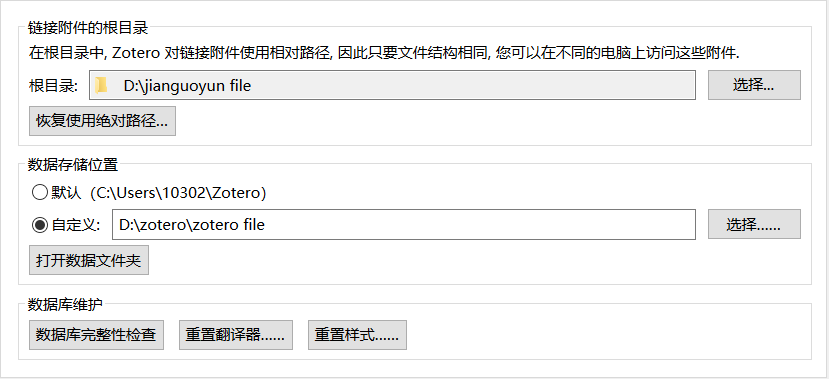 链接附件的根目录
在根目录中, Zotero 对链接附件使用相对路径, 因此只要文件结构相同, 您可以在不同的电脑上访问这些附件.
根目录: D:\jianguoyun file 选择...
恢复使用绝对路径...
数据存储位置
默认（C:\Users\10302\Zotero）
自定义: D:\zotero\zotero file 选择......
打开数据文件夹
数据库维护
数据库完整性检查 重置翻译器...... 重置样式......